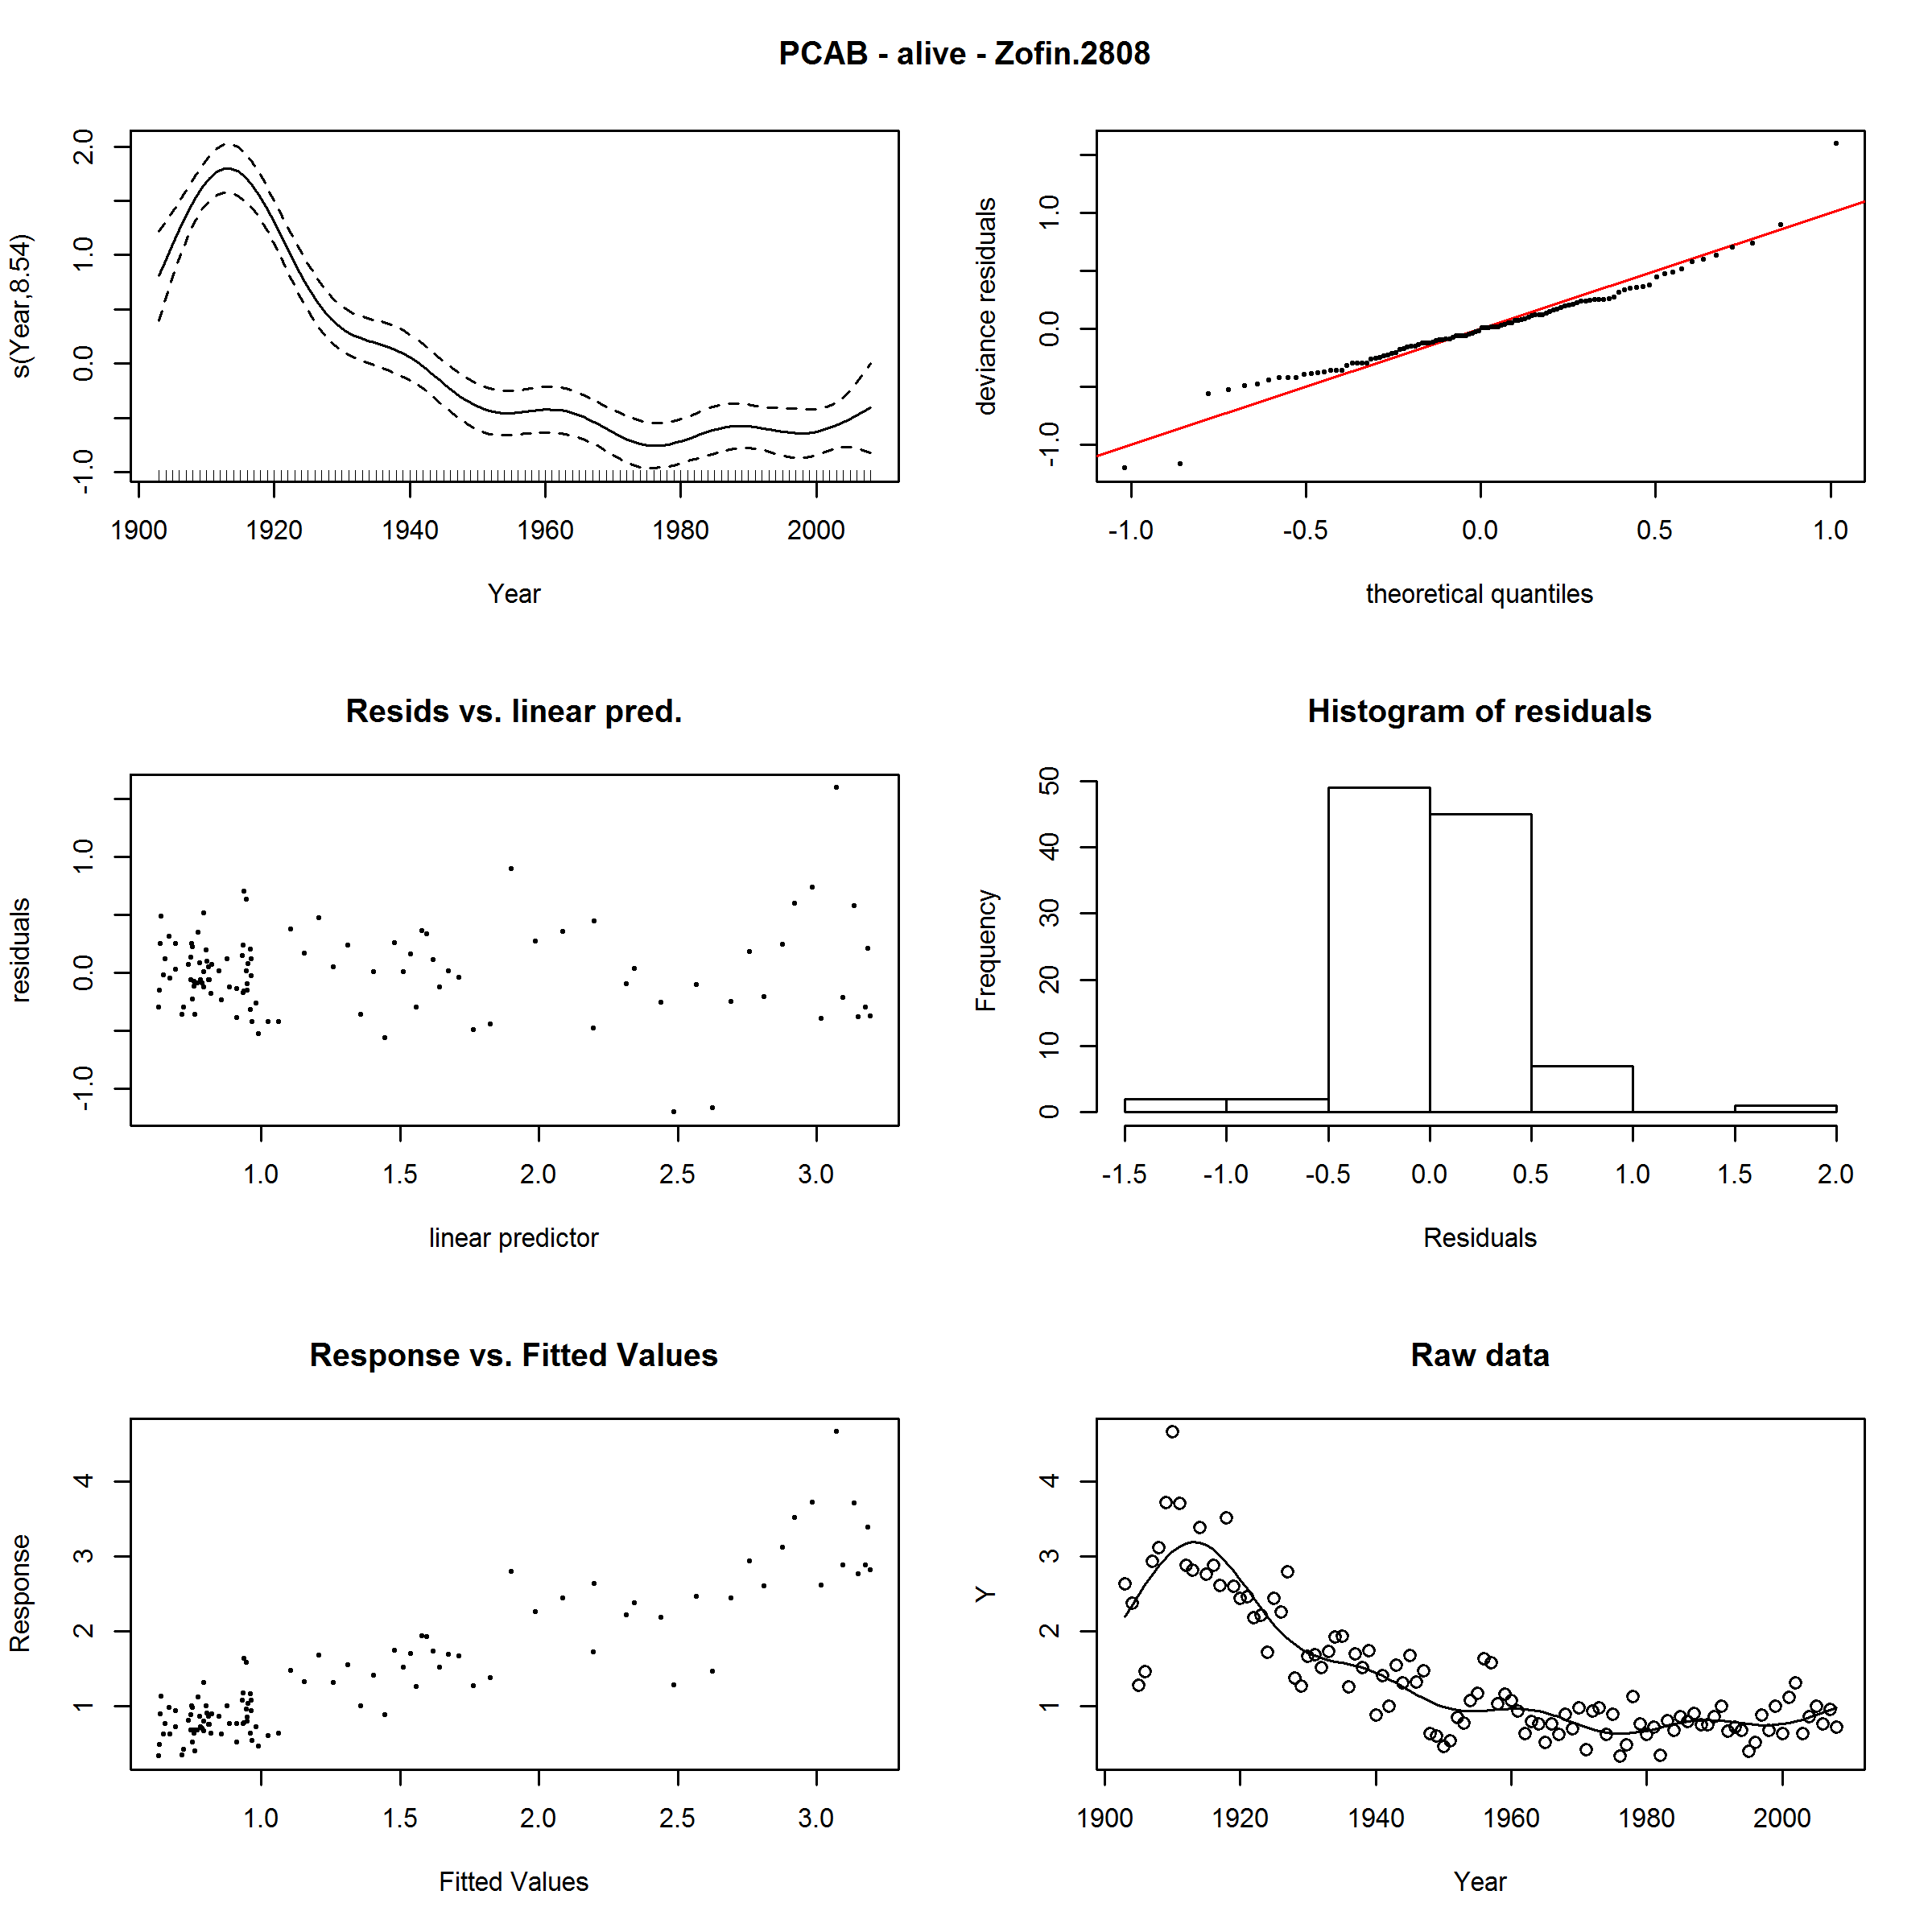 PCAB - alive - Zofin.2808
s(Year,8.54)
-1.0 0.0 1.0 2.0
1900 1920 1940 1960 1980 2000
Year
deviance residuals
-1.0 0.0 1.0
-1.0 -0.5 0.0 0.5 1.0
theoretical quantiles
Resids vs. linear pred.
residuals
-1.0 0.0 1.0
1.0 1.5 2.0 2.5 3.0
linear predictor
Histogram of residuals
Frequency
0 10 20 30 40 50
-1.5 -1.0 -0.5 0.0 0.5 1.0 1.5 2.0
Residuals
Response vs. Fitted Values
Response
1 2 3 4
1.0 1.5 2.0 2.5 3.0
Fitted Values
Raw data
Y
1 2 3 4
1900 1920 1940 1960 1980 2000
Year